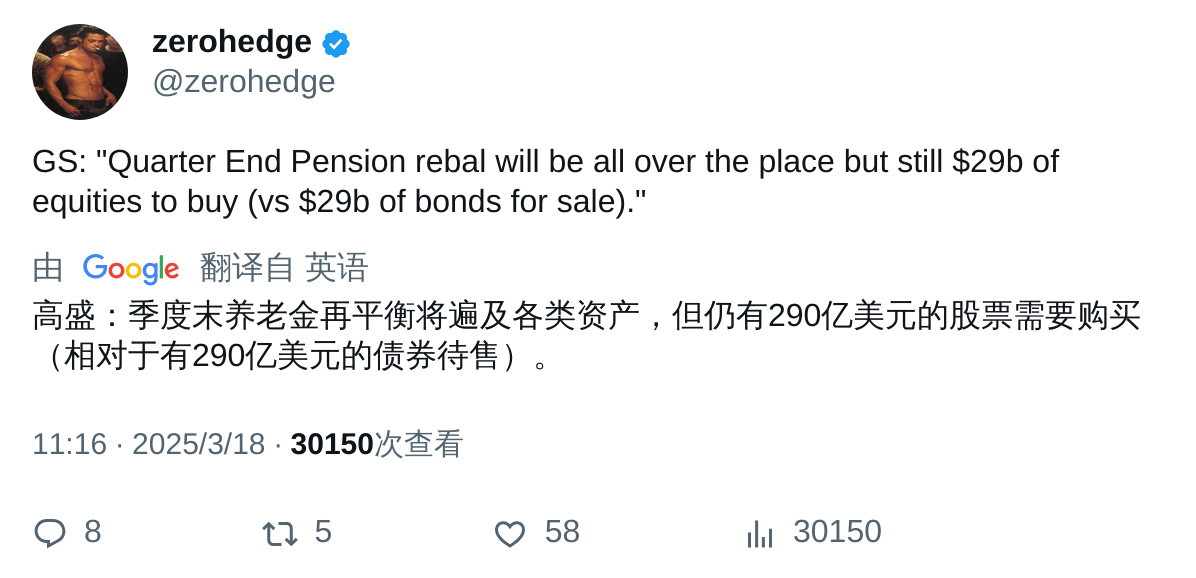 zerohedge
@zerohedge
GS: "Quarter End Pension rebal will be all over the place but still $29b of
equities to buy (vs $29b of bonds for sale)."
由 Google 翻译自 英语
高盛：季度末养老金再平衡将遍及各类资产，但仍有290亿美元的股票需要购买
（相对于有290亿美元的债券待售）。
11:16 · 2025/3/18 · 30150次查看
8 5 58 30150